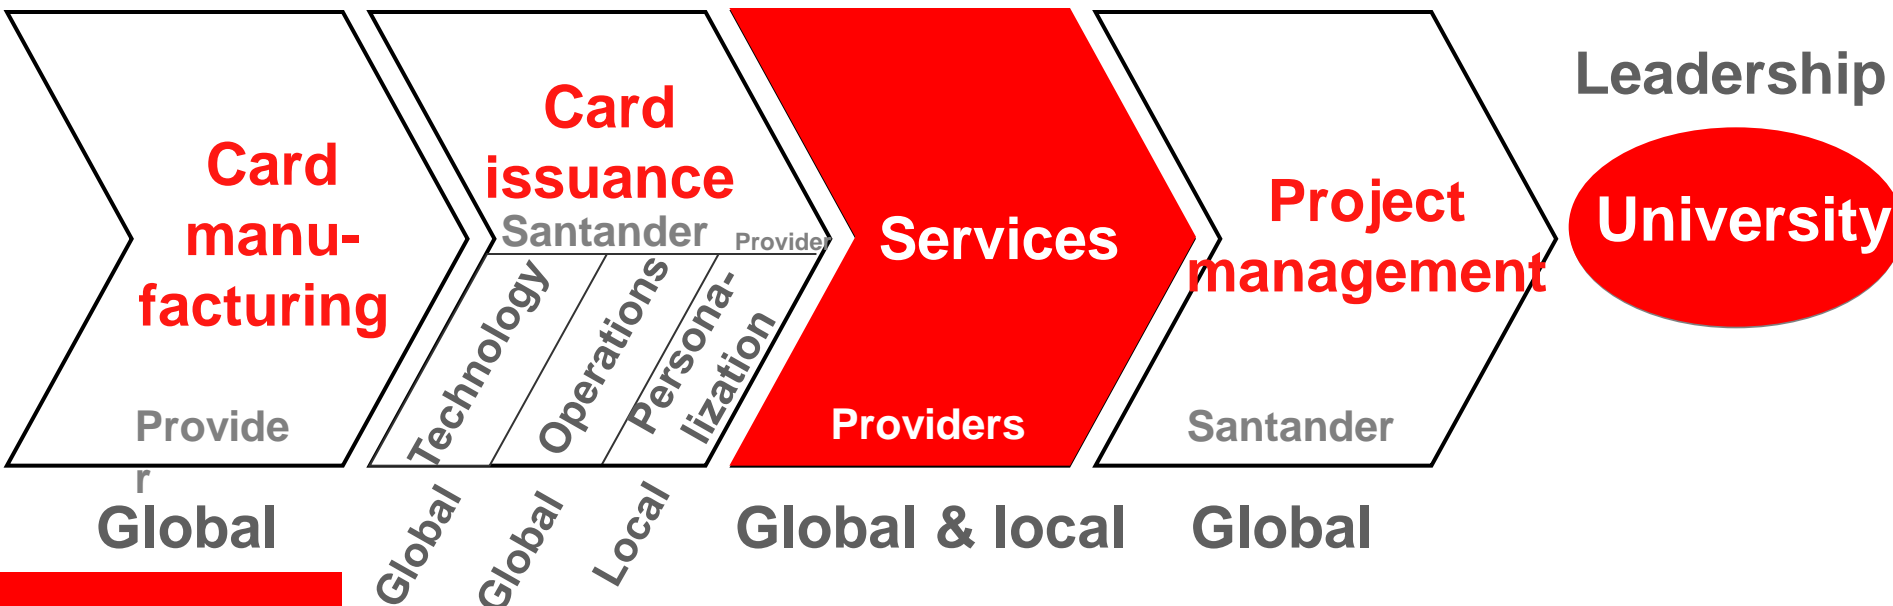 Card
manu-
facturing
Provide
r
Global
Card
issuance
Santander
Provider
Technology
Operations
Persona-
lization
Global
Global
Local
Services
Providers
Global & local
Project
management
Santander
Global
Leadership
University